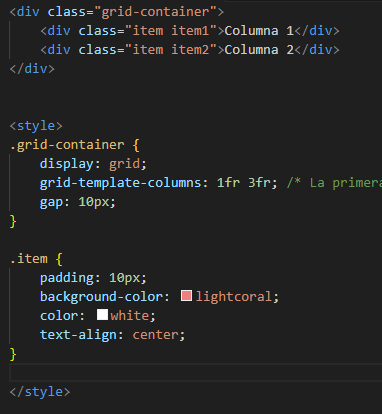 <div class="grid-container">
    <div class="item item1">Columna 1</div>
    <div class="item item2">Columna 2</div>
</div>
<style>
.grid-container {
    display: grid;
    grid-template-columns: 1fr 3fr; /* La primera
    gap: 10px;
}
.item {
    padding: 10px;
    background-color: lightcoral;
    color: white;
    text-align: center;
}
</style>